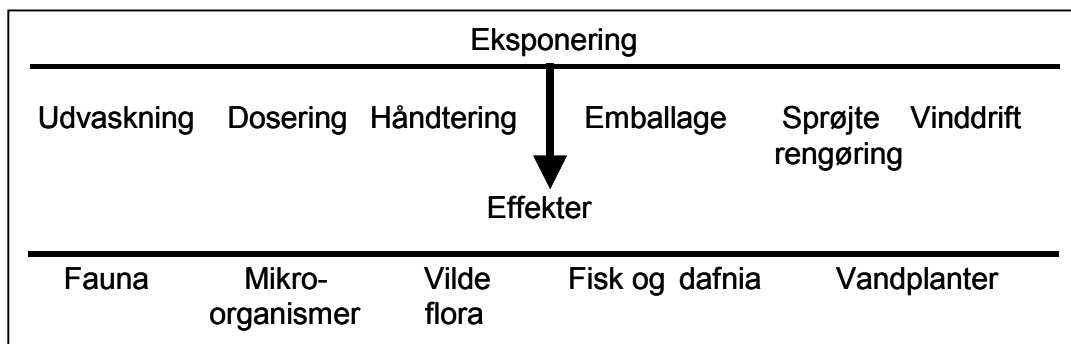 Eksponering
Udvaskning Dosering Håndtering Emballage Sprøjte Vinddrift
rengøring
Effekter
Fauna Mikro- Vilde Fisk og dafnia Vandplanter
organismer flora